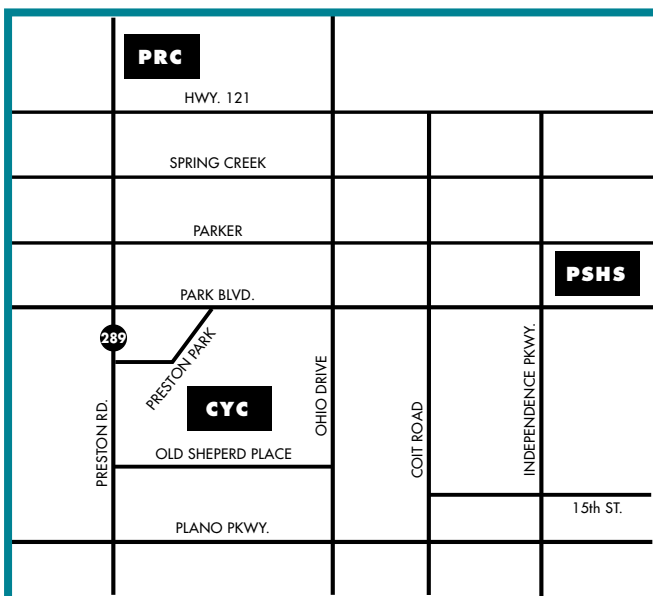 PRC
HWY. 121
SPRING CREEK
PARKER
PSHS
PARK BLVD.
289
PRESTON PARK
PRESTON RD.
CYC
OHIO DRIVE
COIT ROAD
INDEPENDENCE PKWY.
OLD SHEPERD PLACE
15th ST.
PLANO PKWY.